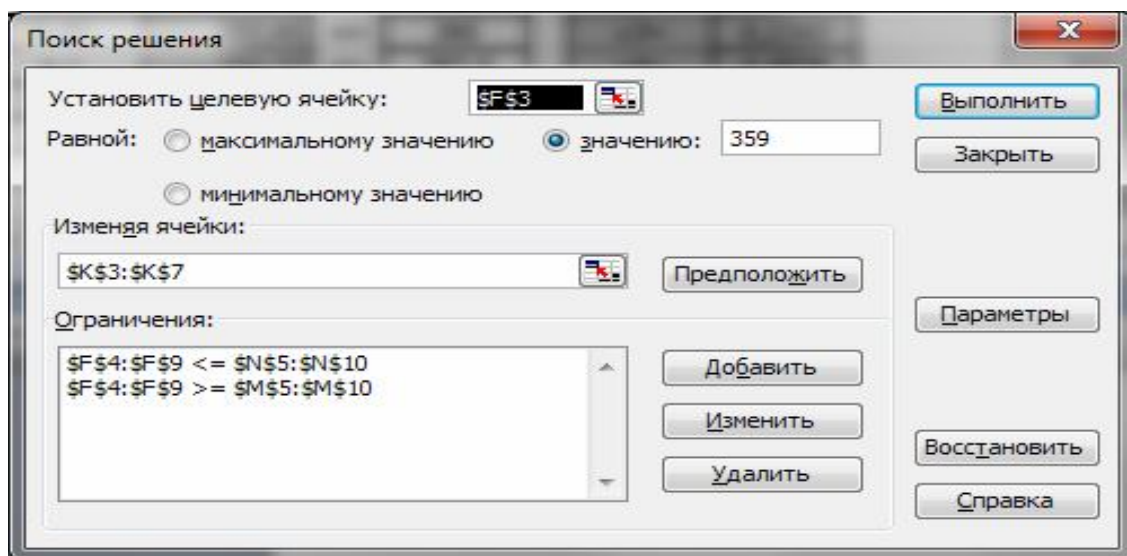 Поиск решения
Установить целевую ячейку: $F$3
Выполнить
Равной: максимальному значению значению: 359
Закрыть
минимальному значению
Изменяя ячейки:
$K$3:$K$7
Предположить
Ограничения:
Параметры
$F$4:$F$9 <= $N$5:$N$10
$F$4:$F$9 >= $M$5:$M$10
Добавить
Изменить
Удалить
Восстановить
Справка